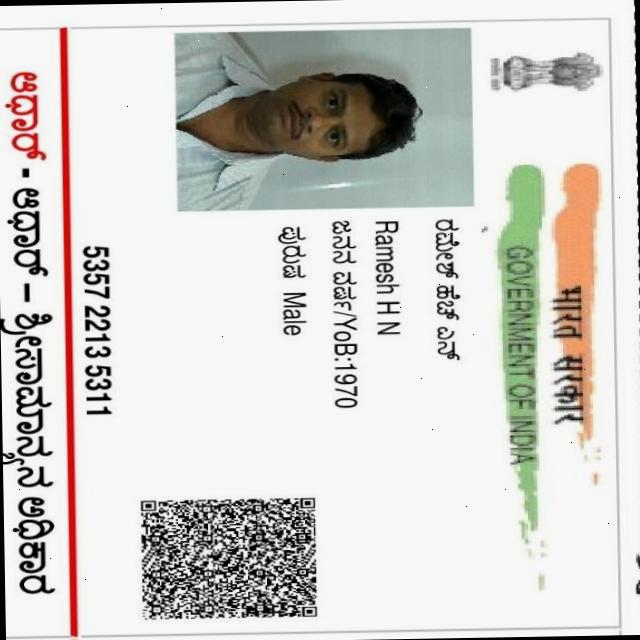 भारत सरकार
GOVERNMENT OF INDIA
ರಮೇಶ್ ಹೆಚ್ ಎನ್
Ramesh H N
ಜನನ ವರ್ಷ/YoB:1970
ಪುರುಷ Male
5357 2213 5311
ಆಧಾರ್ - ಆಧಾರ್ – ಶ್ರೀಸಾಮಾನ್ಯನ ಅಧಿಕಾರ